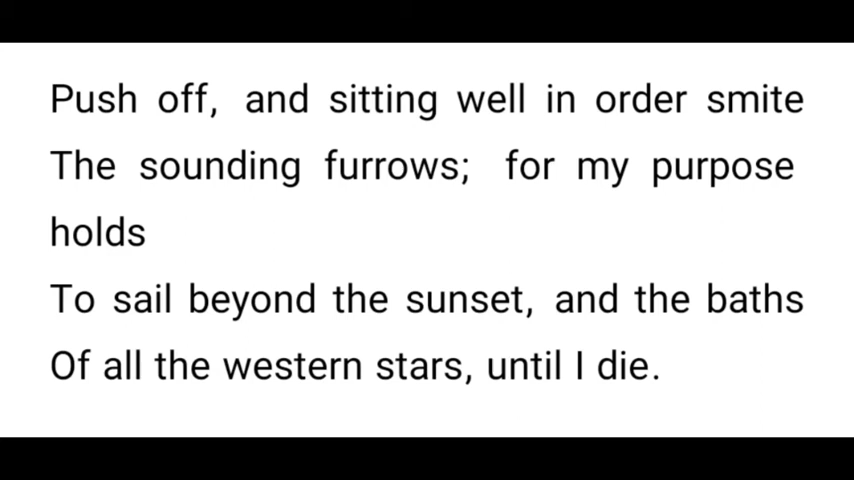 Push off, and sitting well in order smite
The sounding furrows; for my purpose
holds
To sail beyond the sunset, and the baths
Of all the western stars, until I die.